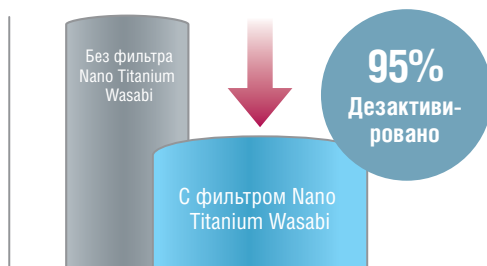 Без фильтра
Nano Titanium
Wasabi
95%
Дезактиви-
ровано
С фильтром Nano
Titanium Wasabi